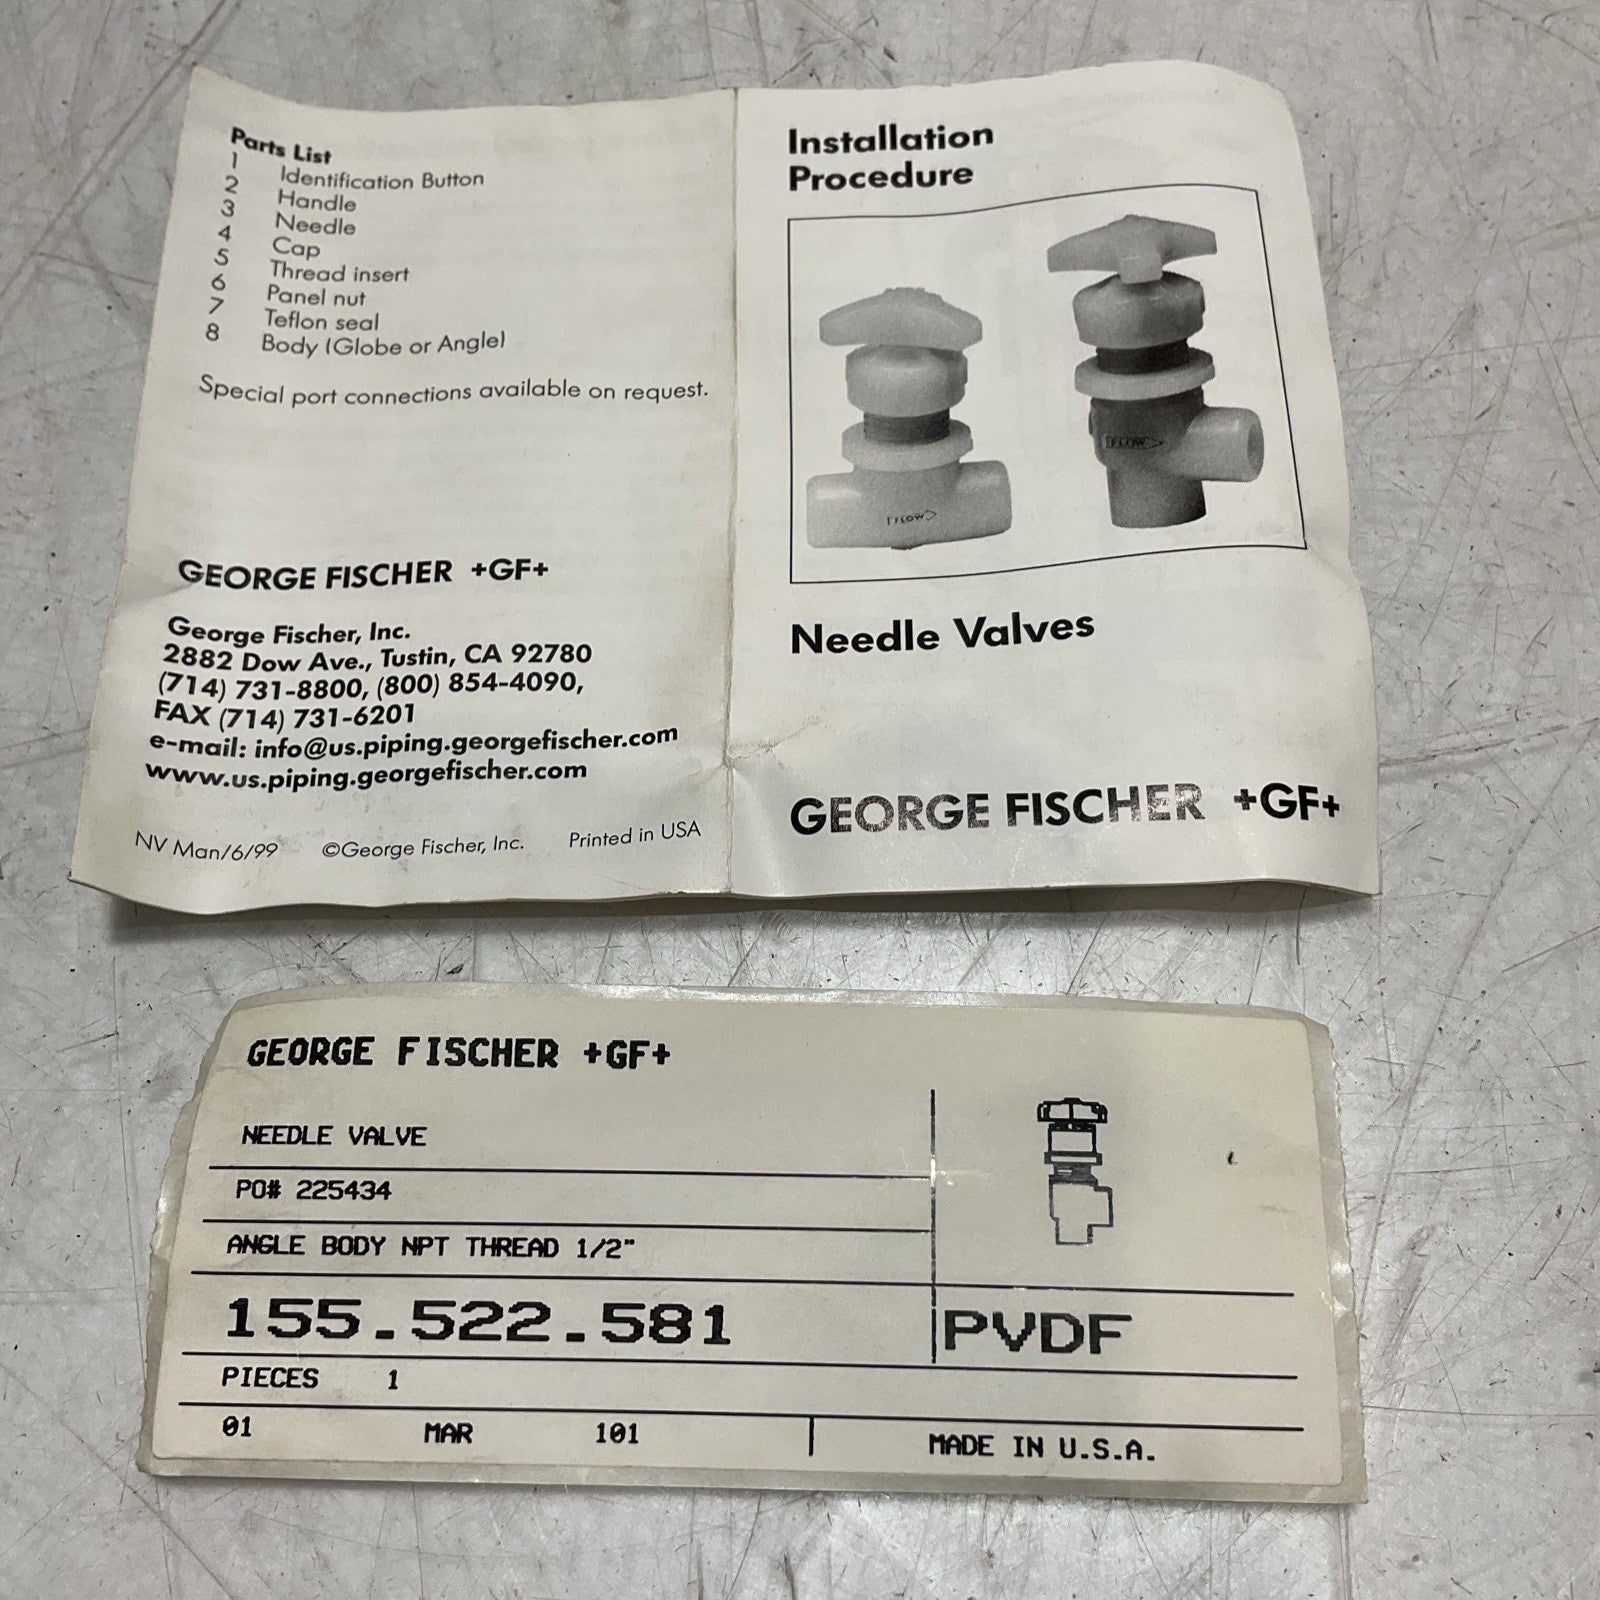 Parts List
1 Identification Button
2 Handle
3 Needle
4 Cap
5 Thread insert
6 Panel nut
7 Teflon seal
8 Body (Globe or Angle)
Special port connections available on request.
GEORGE FISCHER +GF+
George Fischer, Inc.
2882 Dow Ave., Tustin, CA 92780
(714) 731-8800, (800) 854-4090,
FAX (714) 731-6201
e-mail: info@us.piping.georgefischer.com
www.us.piping.georgefischer.com
NV Man/6/99 ©George Fischer, Inc. Printed in USA
Installation
Procedure
FLOW
FLOW
Needle Valves
GEORGE FISCHER +GF+
GEORGE FISCHER +GF+
NEEDLE VALVE
PO# 225434
ANGLE BODY NPT THREAD 1/2"
155.522.581 PVDF
PIECES 1
01 MAR 101 MADE IN U.S.A.